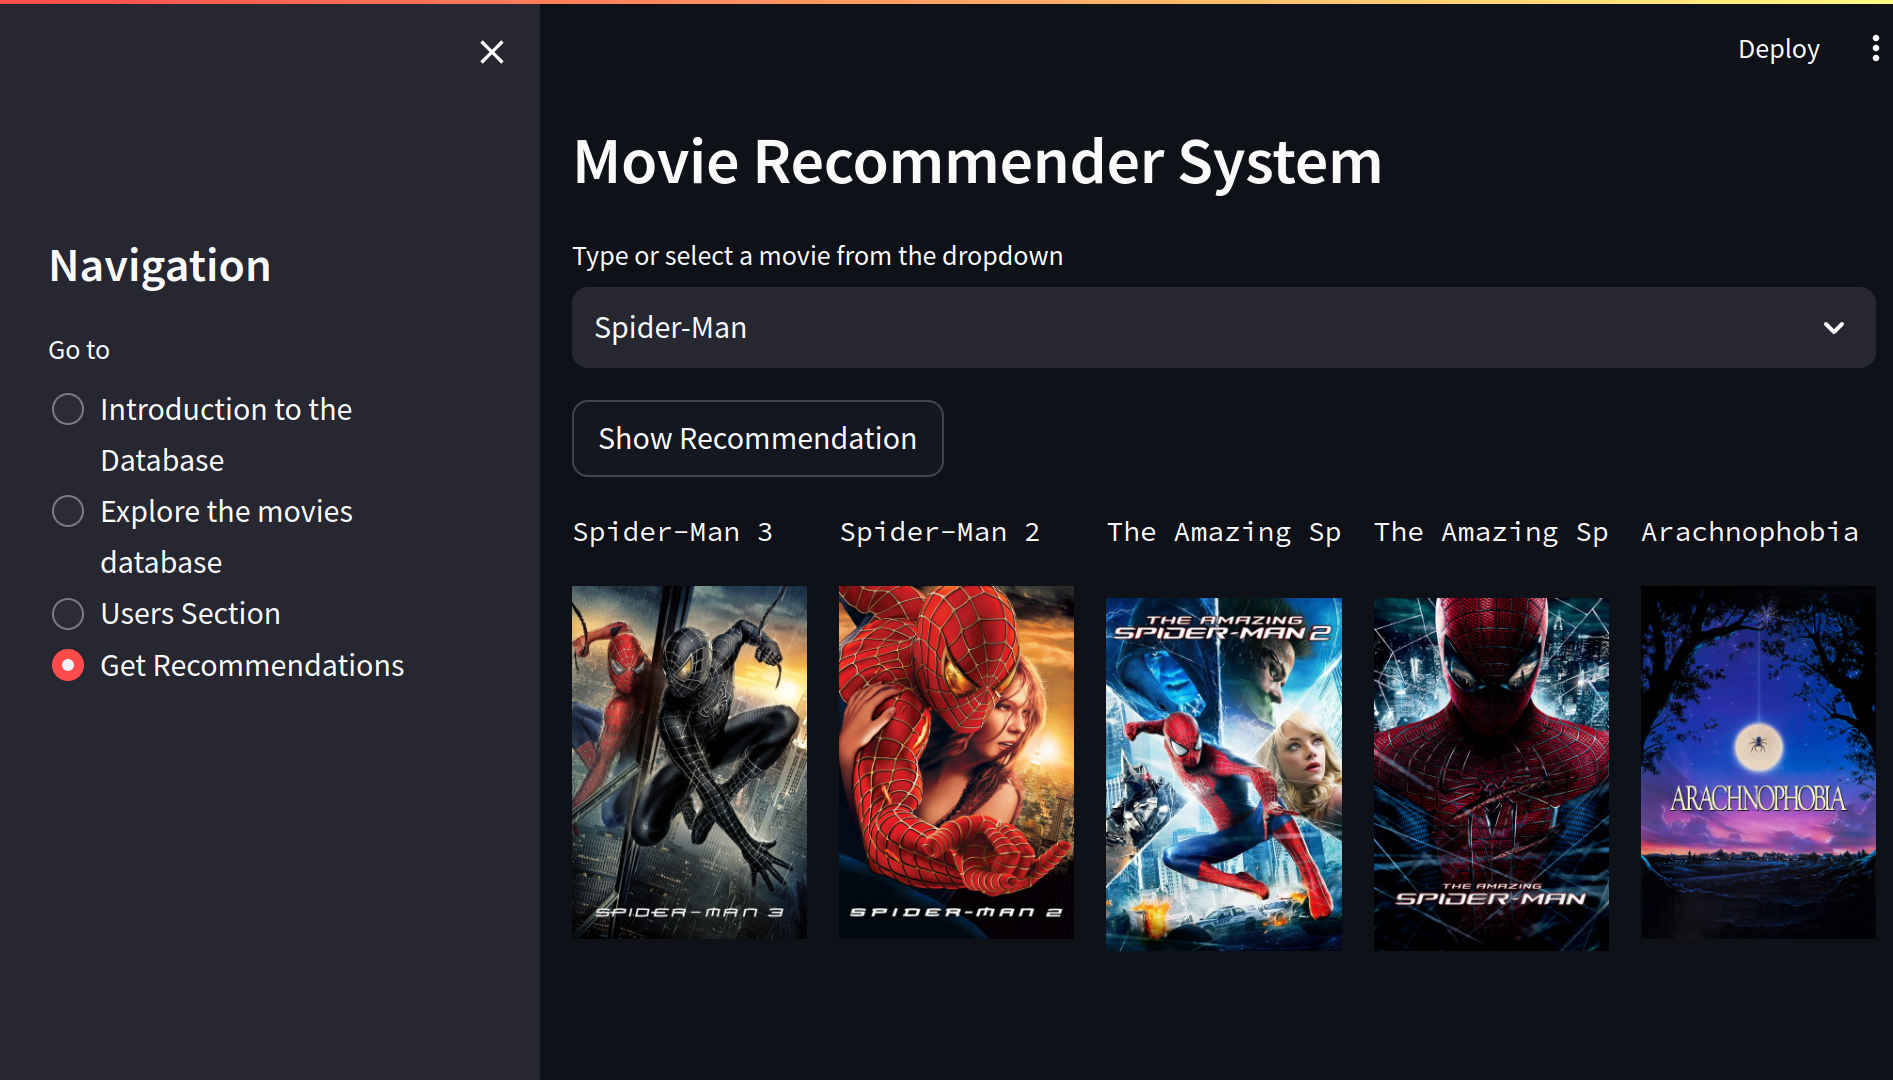 Deploy
Navigation
Go to
Introduction to the
Database
Explore the movies
database
Users Section
Get Recommendations
Movie Recommender System
Type or select a movie from the dropdown
Spider-Man
Show Recommendation
Spider-Man 3
Spider-Man 2
The Amazing Sp
The Amazing Sp
Arachnophobia
SPIDER-MAN 3
SPIDER-MAN 2
THE AMAZING
SPIDER-MAN 2
THE AMAZING
SPIDER-MAN
ARACHNOPHOBIA